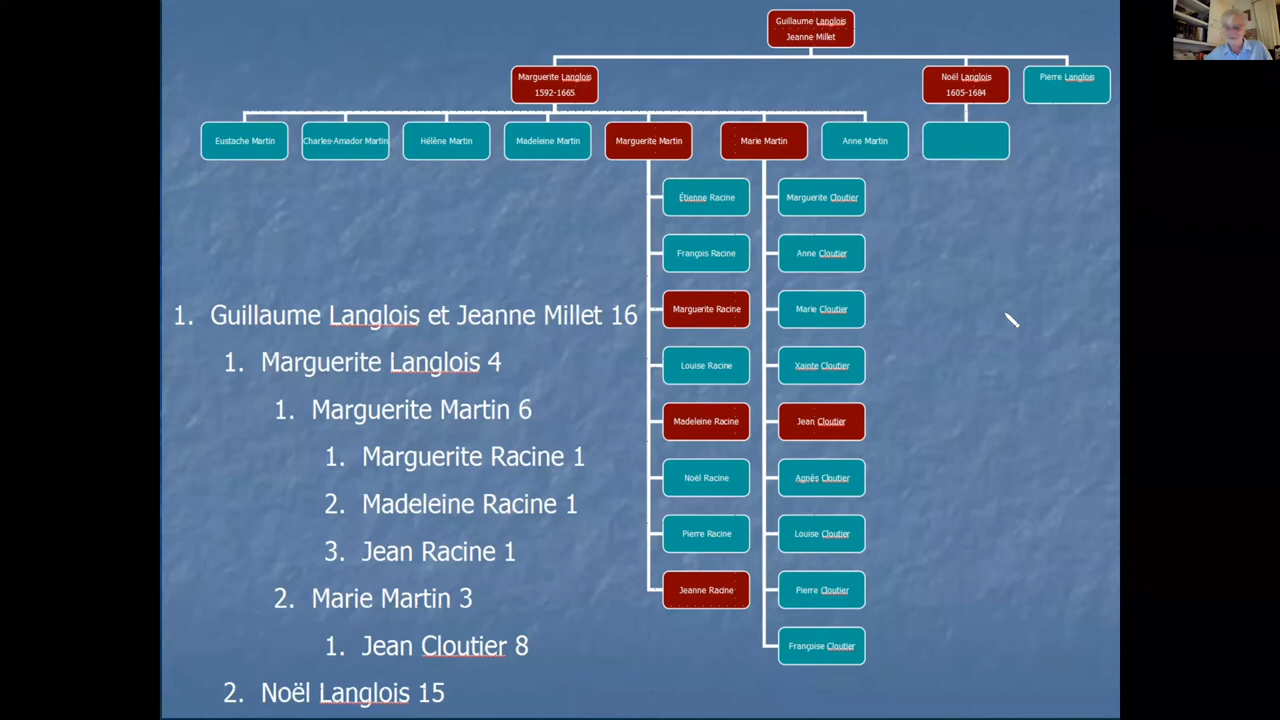 Guillaume Langlois
Jeanne Millet
Marguerite Langlois
1592-1665
Noël Langlois
1605-1684
Pierre Langlois
Eustache Martin
Charles-Amador Martin
Hélène Martin
Madeleine Martin
Marguerite Martin
Marie Martin
Anne Martin
Étienne Racine
François Racine
Marguerite Racine
Louise Racine
Madeleine Racine
Noël Racine
Pierre Racine
Jeanne Racine
Marguerite Cloutier
Anne Cloutier
Marie Cloutier
Xainte Cloutier
Jean Cloutier
Agnès Cloutier
Louise Cloutier
Pierre Cloutier
Françoise Cloutier
1. Guillaume Langlois et Jeanne Millet 16
1. Marguerite Langlois 4
1. Marguerite Martin 6
1. Marguerite Racine 1
2. Madeleine Racine 1
3. Jean Racine 1
2. Marie Martin 3
1. Jean Cloutier 8
2. Noël Langlois 15